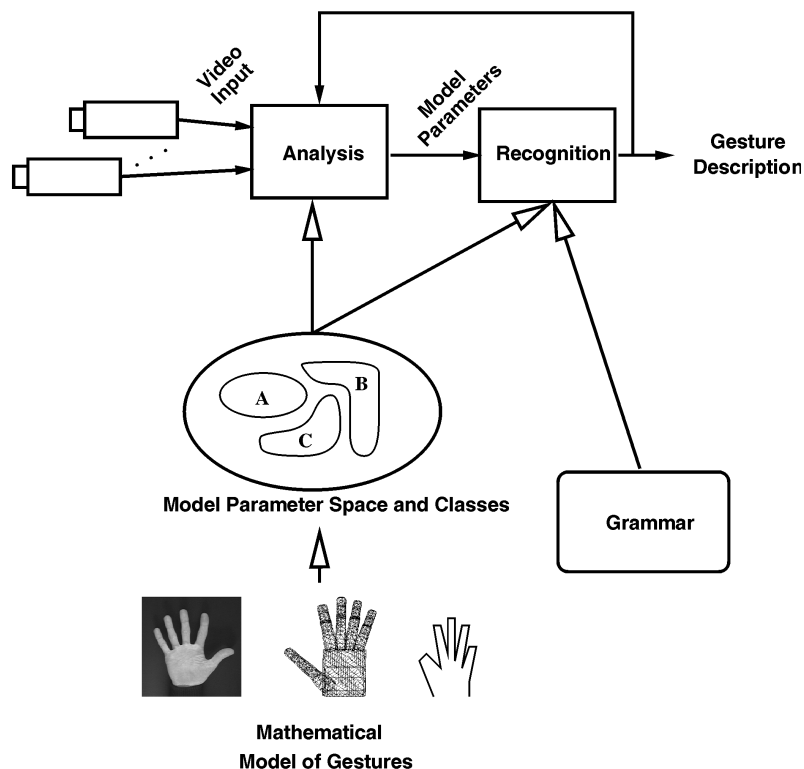 Video
Input
Analysis
Model
Parameters
Recognition
Gesture
Description
A
B
C
Model Parameter Space and Classes
Grammar
Mathematical
Model of Gestures